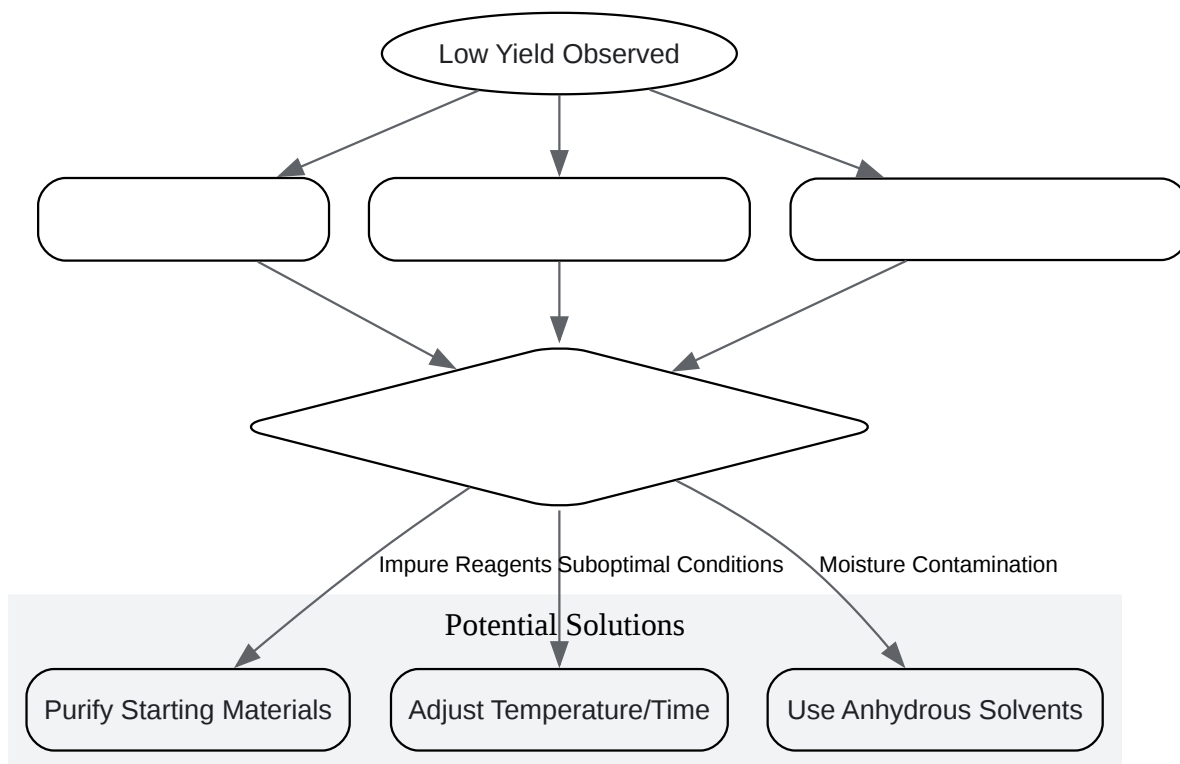 Low Yield Observed
Impure Reagents
Suboptimal Conditions
Moisture Contamination
Potential Solutions
Purify Starting Materials
Adjust Temperature/Time
Use Anhydrous Solvents